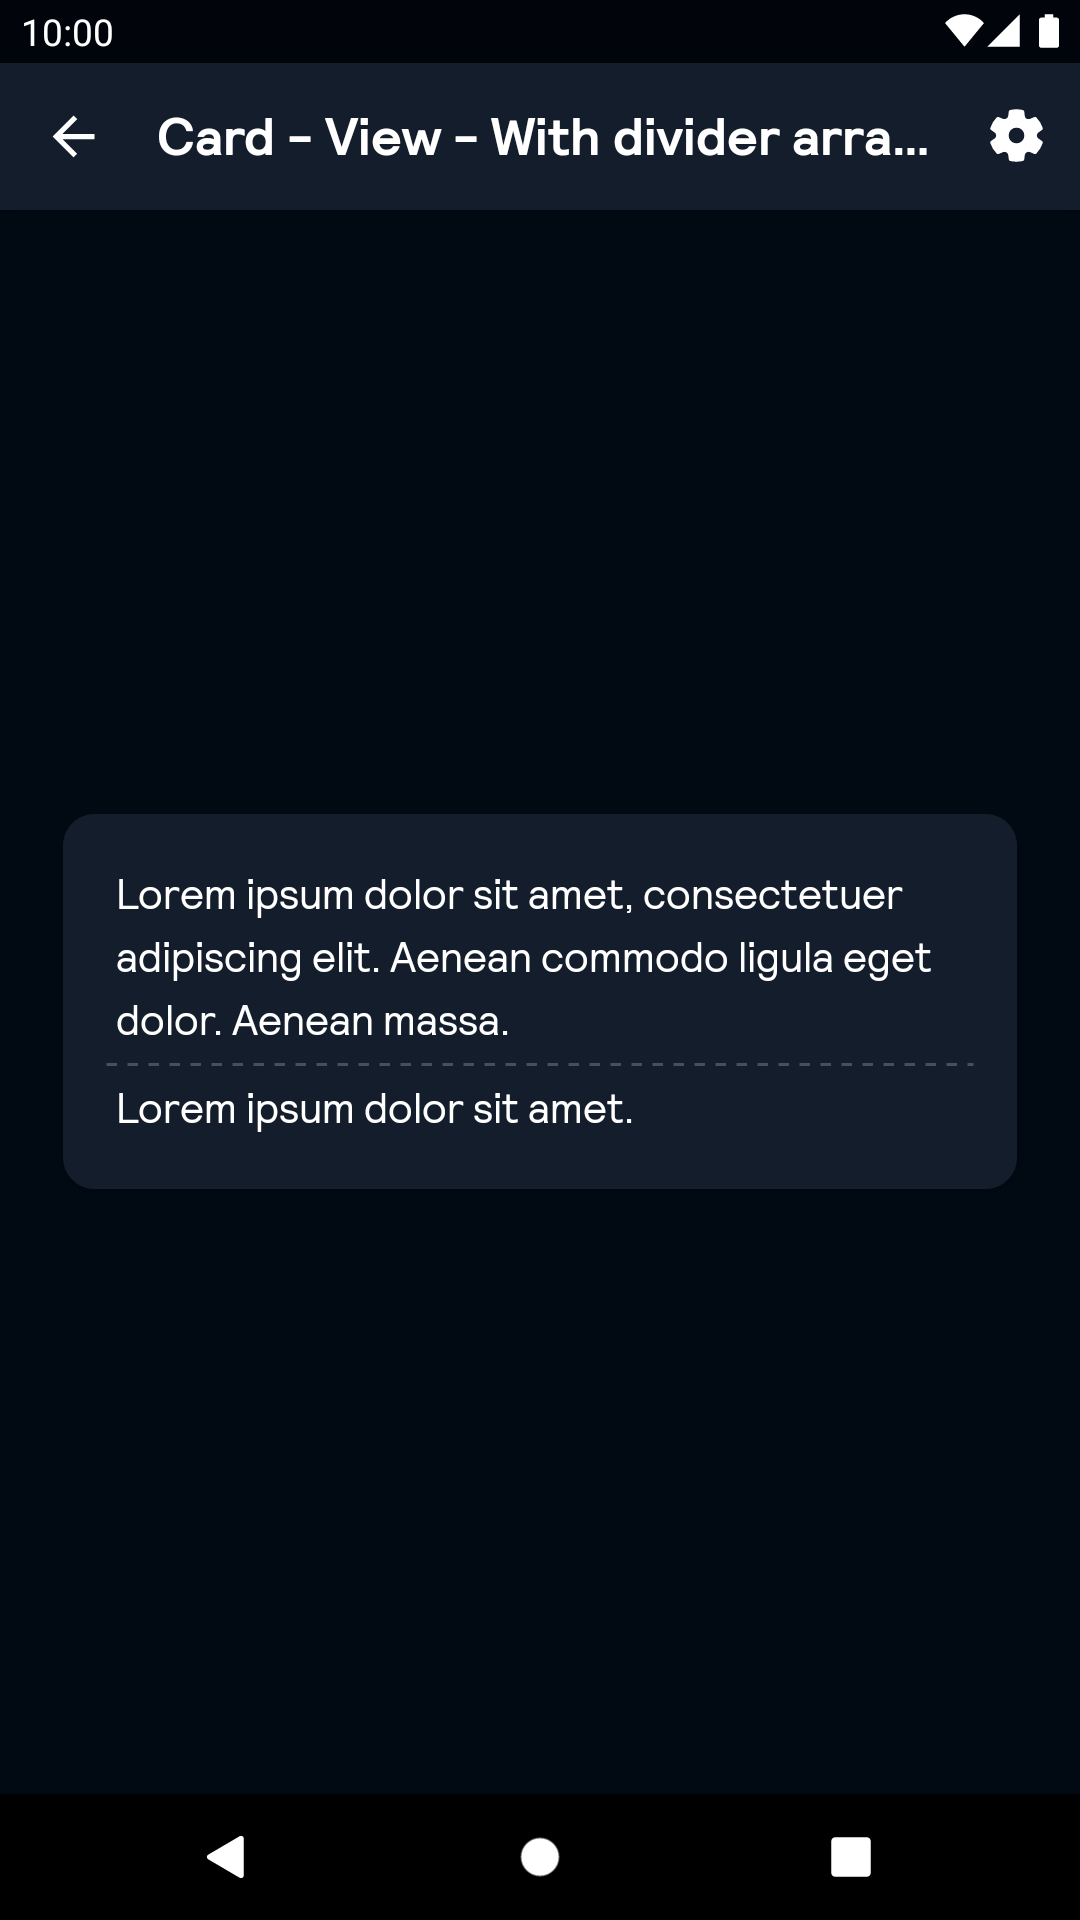 10:00
Card - View - With divider arra...
Lorem ipsum dolor sit amet, consectetuer
adipiscing elit. Aenean commodo ligula eget
dolor. Aenean massa.
Lorem ipsum dolor sit amet.